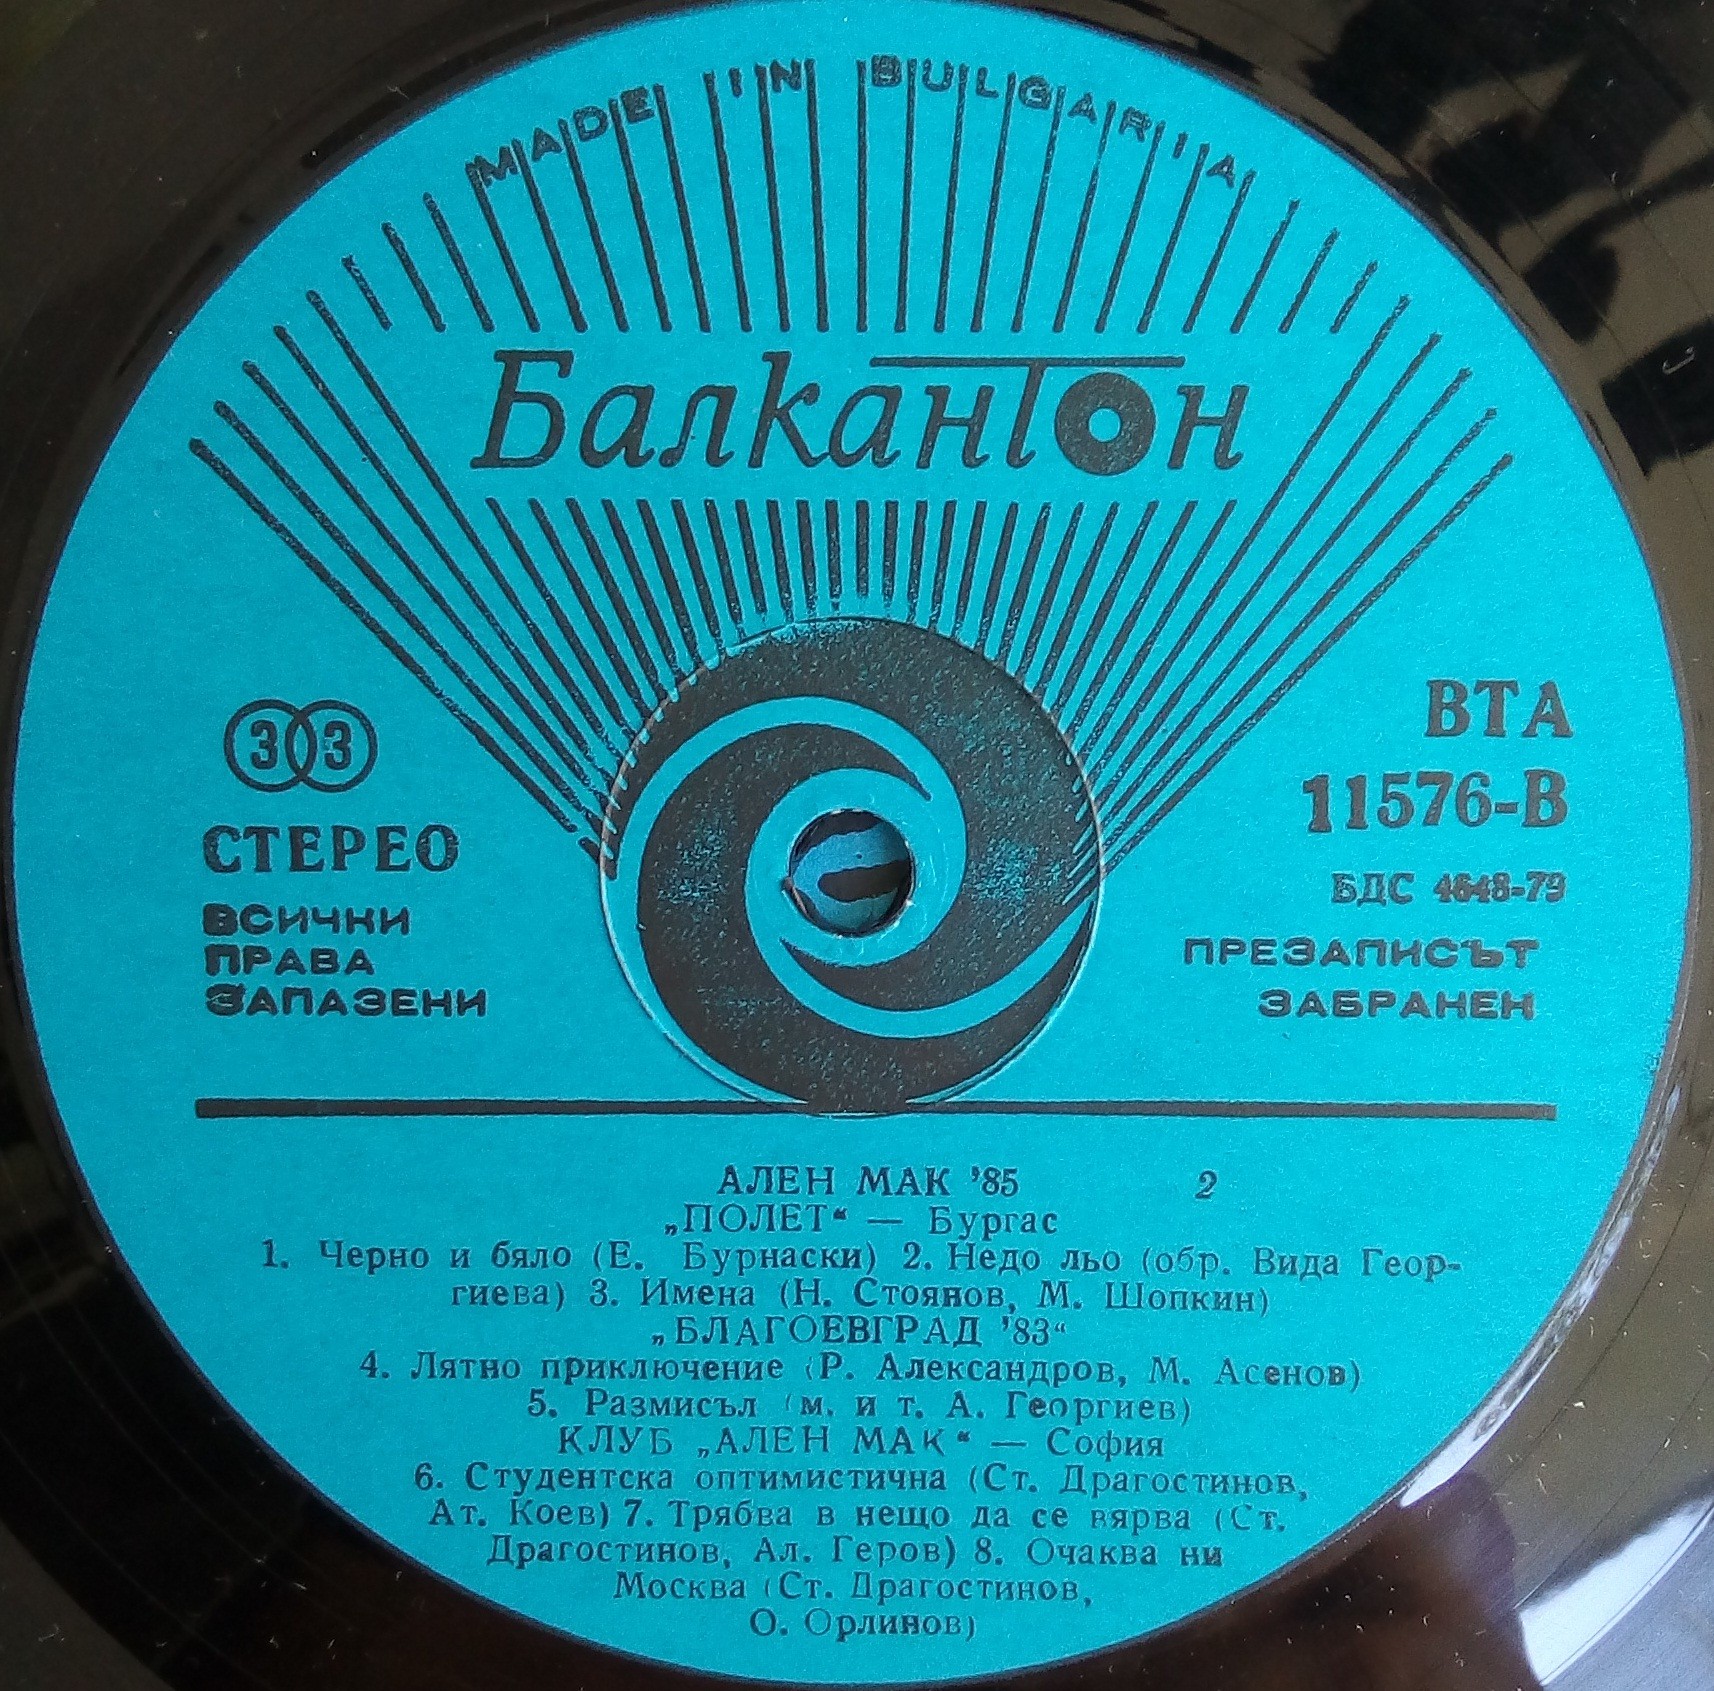 MADE IN BULGARIA
Балкантон
33
СТЕРЕО
ВСИЧКИ
ПРАВА
ЗАПАЗЕНИ
ВТА
11576-В
БДС 4648-79
ПРЕЗАПИСЪТ
ЗАБРАНЕН
АЛЕН МАК '85 2
„ПОЛЕТ“ — Бургас
1. Черно и бяло (Е. Бурнаски) 2. Недо льо (обр. Вида Геор-
гиева) 3. Имена (Н. Стоянов, М. Шопкин)
„БЛАГОЕВГРАД '83“
4. Лятно приключение (Р. Александров, М. Асенов)
5. Размисъл (м. и т. А. Георгиев)
КЛУБ „АЛЕН МАК“ — София
6. Студентска оптимистична (Ст. Драгостинов,
Ат. Коев) 7. Трябва в нещо да се вярва (Ст.
Драгостинов, Ал. Геров) 8. Очаква ни
Москва (Ст. Драгостинов,
О. Орлинов)